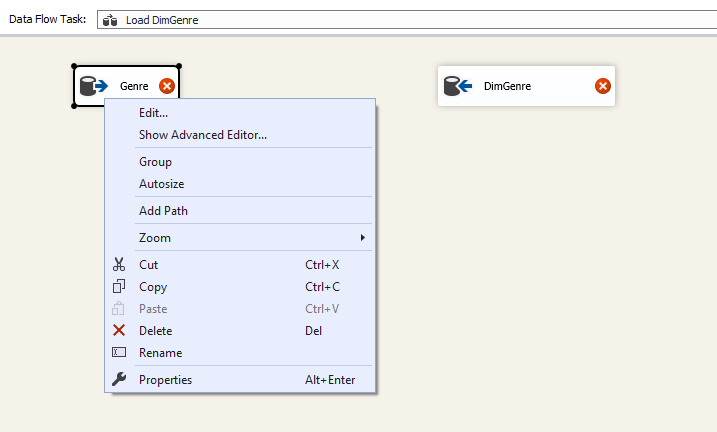 Data Flow Task: Load DimGenre
Genre DimGenre
Edit...
Show Advanced Editor...
Group
Autosize
Add Path
Zoom
Cut Ctrl+X
Copy Ctrl+C
Paste Ctrl+V
Delete Del
Rename
Properties Alt+Enter